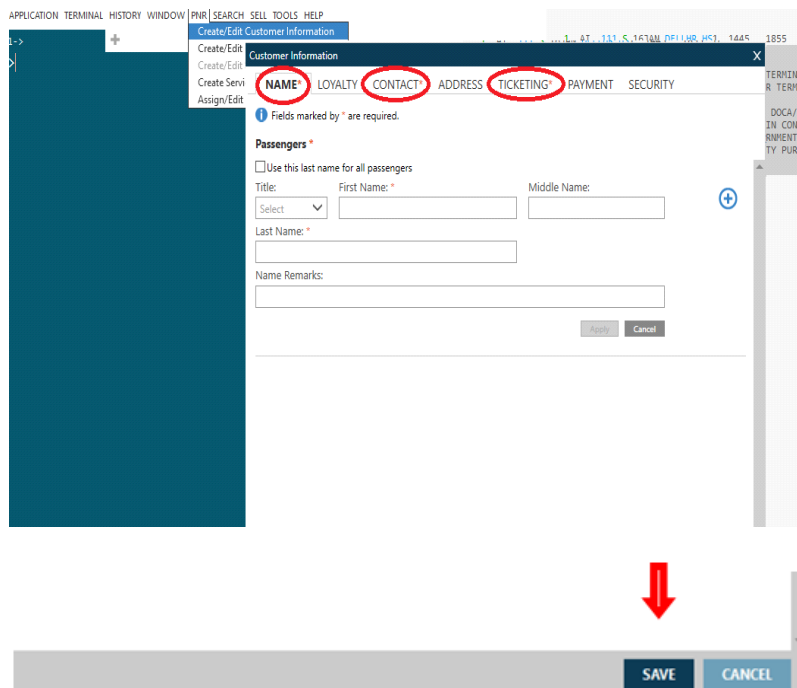 APPLICATION TERMINAL HISTORY WINDOW PNR SEARCH SELL TOOLS HELP
Create/Edit Customer Information
Create/Edit
Create/Edit
Create Servi
Assign/Edit
1->
>
1445 1855
Customer Information X
TERMIN
R TERM
DOCA/
IN CON
RNMENT
TY PUR
NAME* LOYALTY CONTACT* ADDRESS TICKETING* PAYMENT SECURITY
Fields marked by * are required.
Passengers *
Use this last name for all passengers
Title: First Name: * Middle Name:
Select
Last Name: *
Name Remarks:
Apply Cancel
SAVE CANCEL